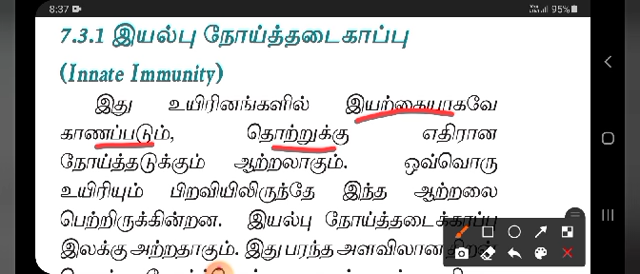 8:37
95%
7.3.1 இயல்பு நோய்த்தடைகாப்பு
(Innate Immunity)
இது உயிரினங்களில் இயற்கையாகவே
காணப்படும், தொற்றுக்கு எதிரான
நோய்த்தடுக்கும் ஆற்றலாகும். ஒவ்வொரு
உயிரியும் பிறவியிலிருந்தே இந்த ஆற்றலை
பெற்றிருக்கின்றன. இயல்பு நோய்த்தடைக்காப்பு
இலக்கு அற்றதாகும். இது பரந்த அளவிலான